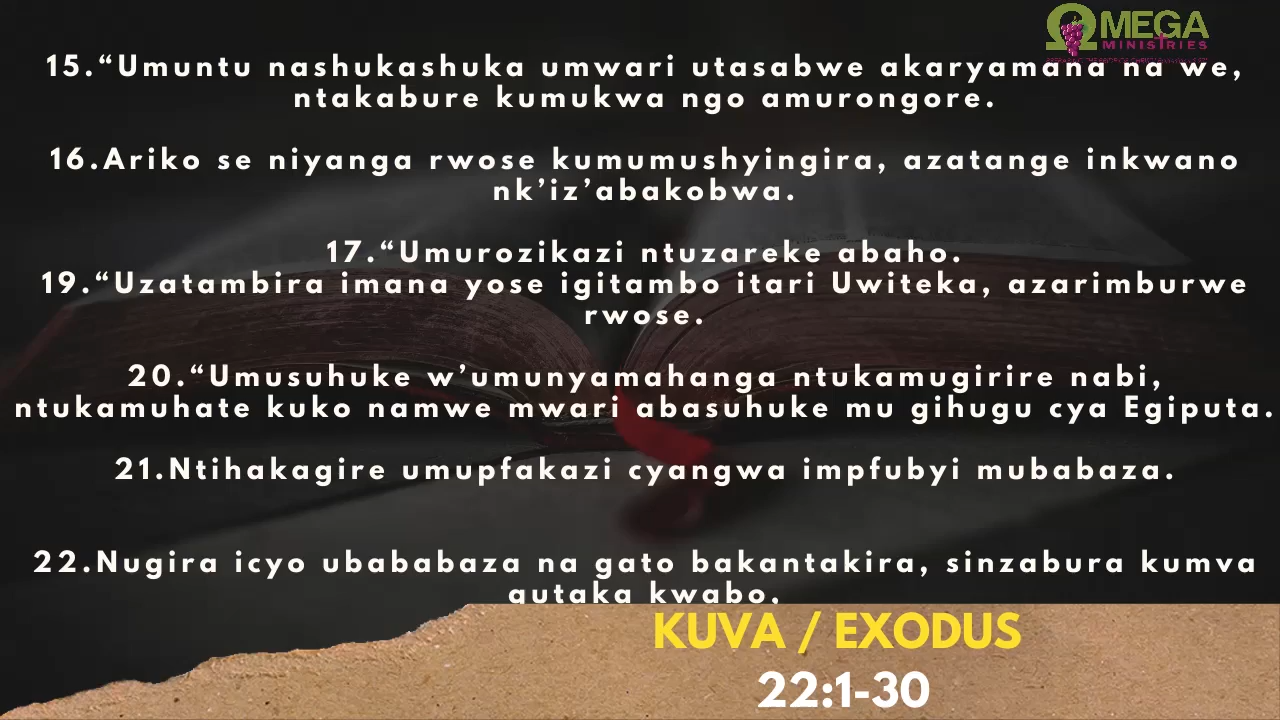 ΩMEGA
MINISTRIES
15.“Umuntu nashukashuka umwari utasabwe akaryamana na we,
ntakabure kumukwa ngo amurongore.
16.Ariko se niyanga rwose kumumushyingira, azatange inkwano
nk’iz’abakobwa.
17.“Umurozikazi ntuzareke abaho.
19.“Uzatambira imana yose igitambo itari Uwiteka, azarimburwe
rwose.
20.“Umusuhuke w’umunyamahanga ntukamugirire nabi,
ntukamuhate kuko namwe mwari abasuhuke mu gihugu cya Egiputa.
21.Ntihakagire umupfakazi cyangwa impfubyi mubabaza.
22.Nugira icyo ubababaza na gato bakantakira, sinzabura kumva
gutaka kwabo,
KUVA / EXODUS
22:1-30